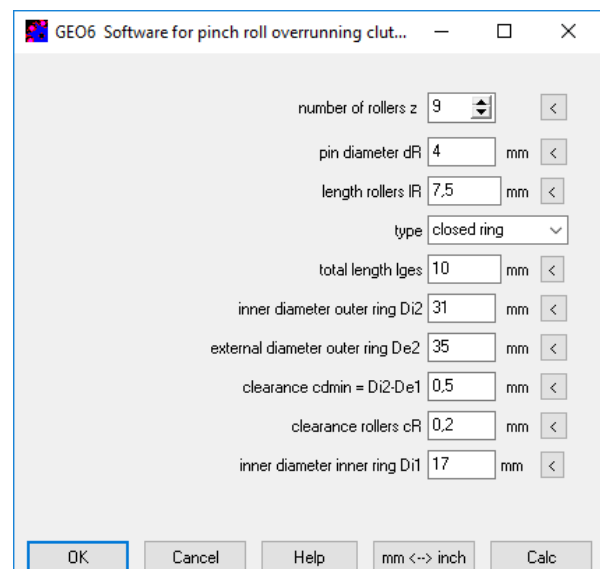 GEO6 Software for pinch roll overrunning clut...
number of rollers z 9 <
pin diameter dR 4 mm <
length rollers lR 7,5 mm <
type closed ring
total length lges 10 mm <
inner diameter outer ring Di2 31 mm <
external diameter outer ring De2 35 mm <
clearance cdmin = Di2-De1 0,5 mm <
clearance rollers cR 0,2 mm <
inner diameter inner ring Di1 17 mm <
OK Cancel Help mm <--> inch Calc